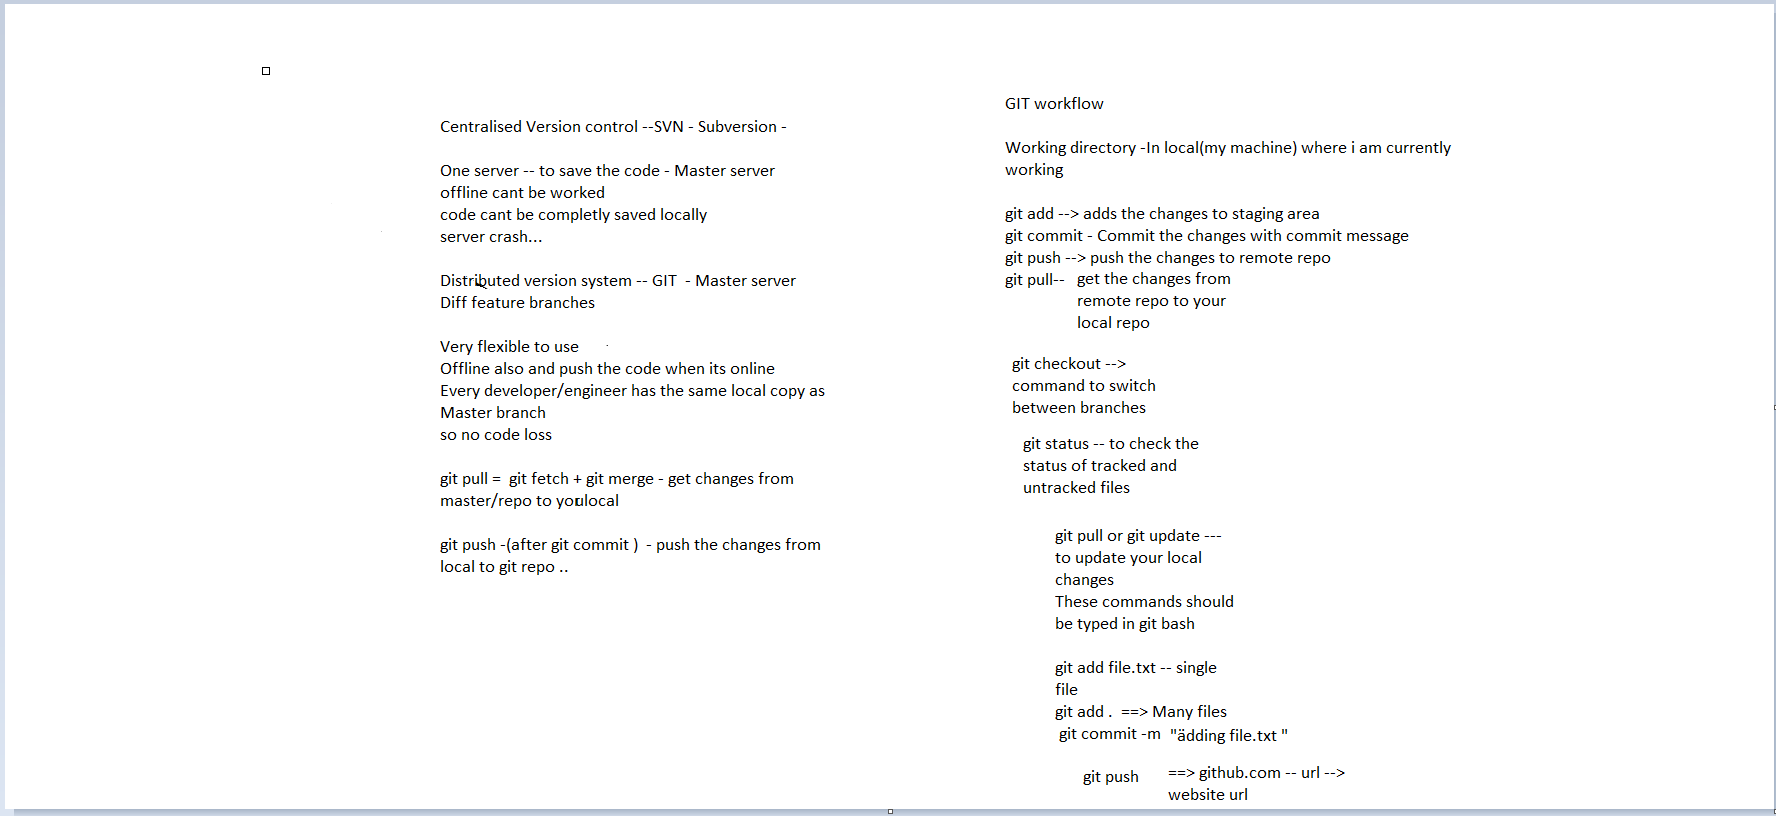 Centralised Version control --SVN - Subversion -
One server -- to save the code - Master server
offline cant be worked
code cant be completly saved locally
server crash...
Distributed version system -- GIT - Master server
Diff feature branches
Very flexible to use
Offline also and push the code when its online
Every developer/engineer has the same local copy as
Master branch
so no code loss
git pull = git fetch + git merge - get changes from
master/repo to youlocal
git push -(after git commit ) - push the changes from
local to git repo ..
GIT workflow
Working directory -In local(my machine) where i am currently
working
git add --> adds the changes to staging area
git commit - Commit the changes with commit message
git push --> push the changes to remote repo
git pull-- get the changes from
remote repo to your
local repo
git checkout -->
command to switch
between branches
git status -- to check the
status of tracked and
untracked files
git pull or git update ---
to update your local
changes
These commands should
be typed in git bash
git add file.txt -- single
file
git add . ==> Many files
git commit -m "ädding file.txt "
git push ==> github.com -- url -->
website url